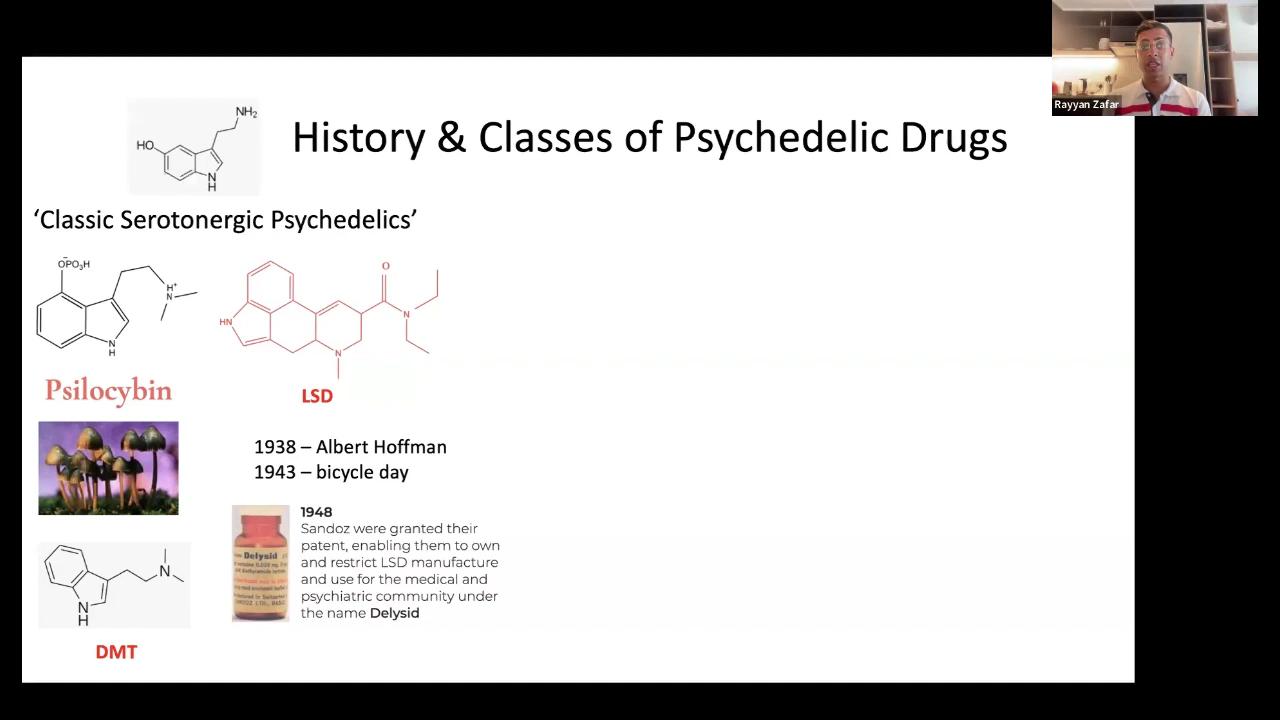 Rayyan Zafar
History & Classes of Psychedelic Drugs
NH2
HO
N
H
‘Classic Serotonergic Psychedelics’
OPO3H
H+
N
N
H
Psilocybin
O
HN
N
N
LSD
1938 – Albert Hoffman
1943 – bicycle day
1948
Sandoz were granted their
patent, enabling them to own
and restrict LSD manufacture
and use for the medical and
psychiatric community under
the name Delysid
Delysid
N
N
H
DMT